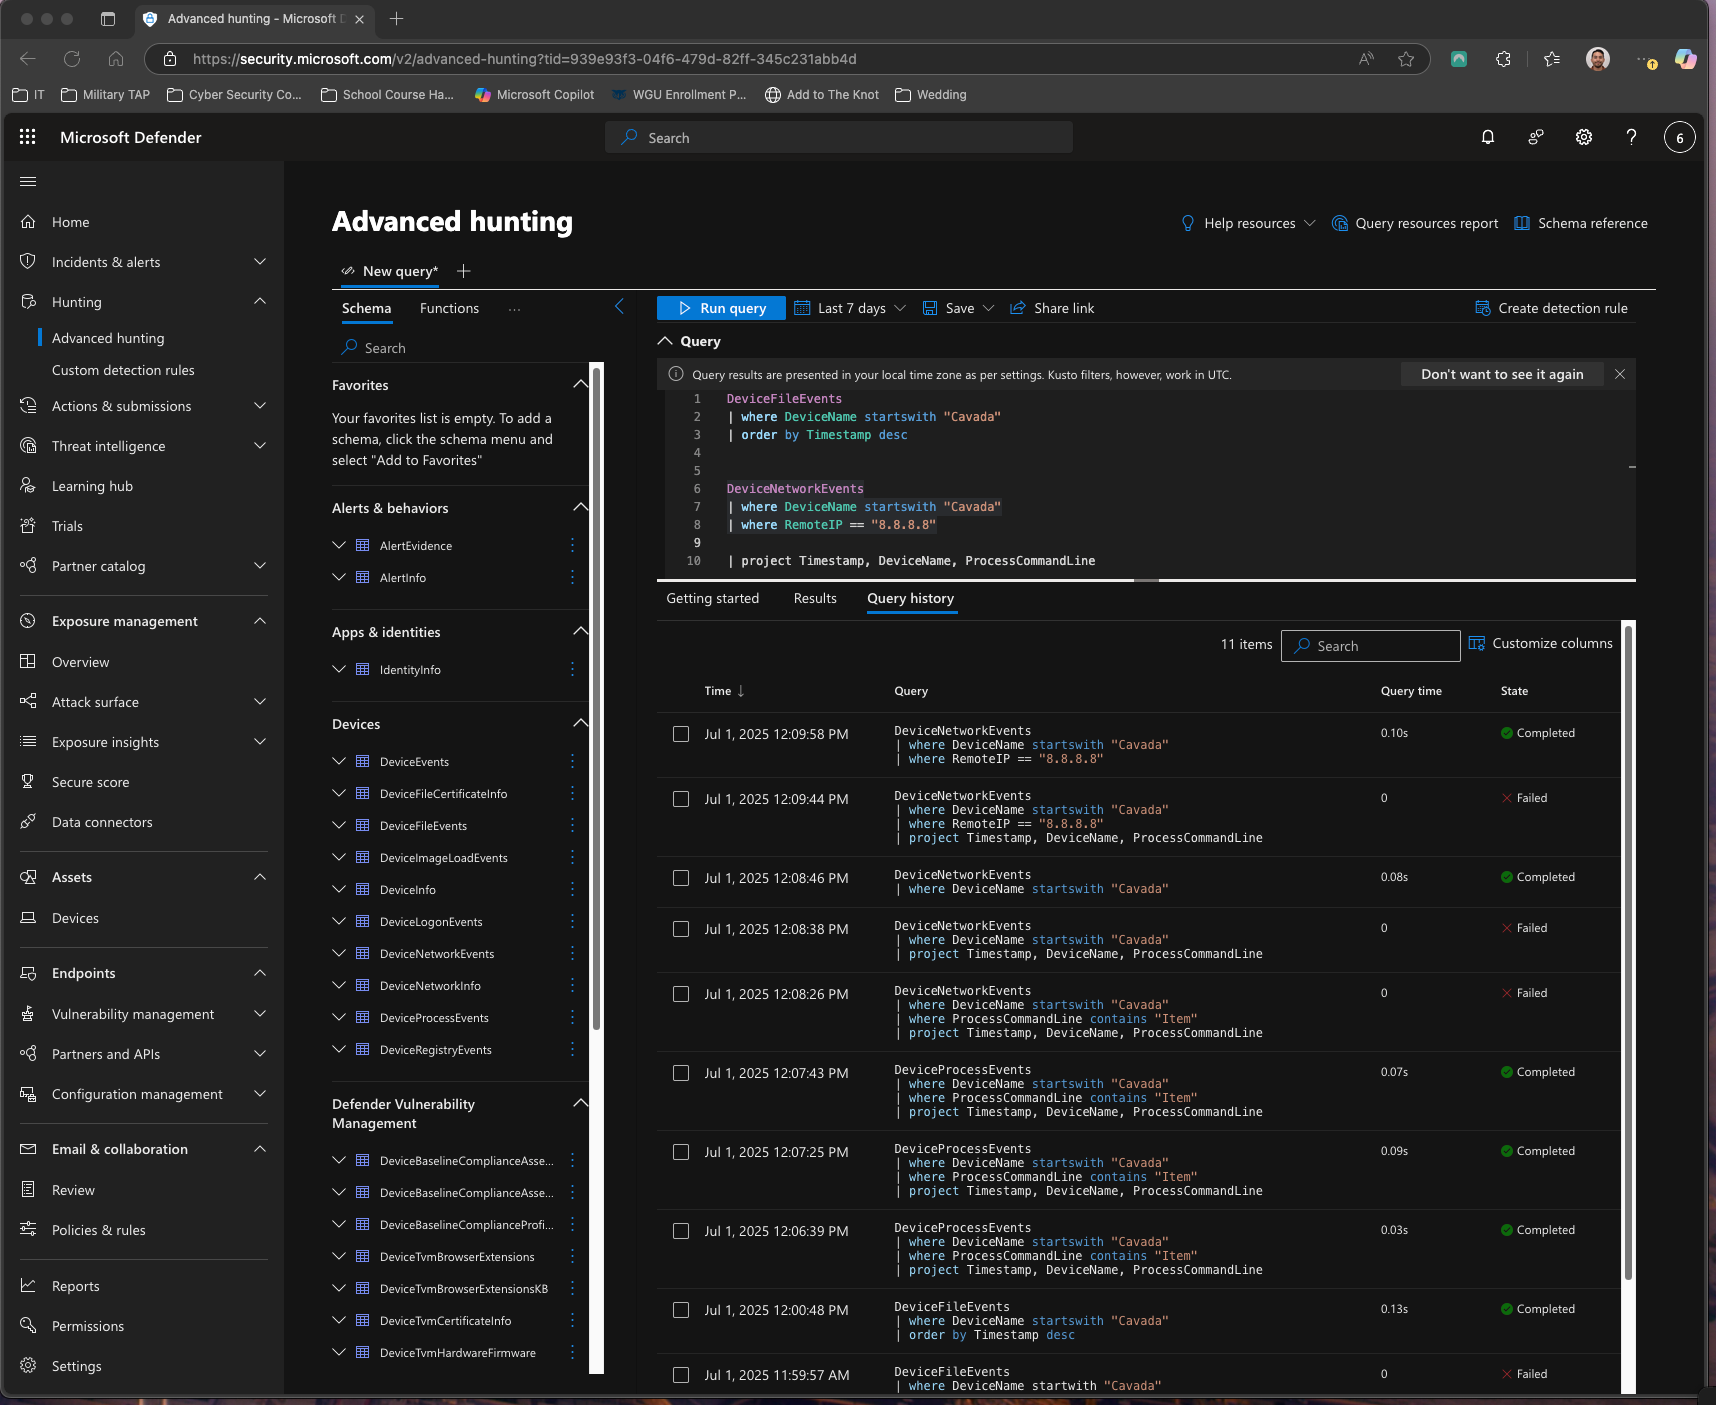 Advanced hunting - Microsoft D
https://security.microsoft.com/v2/advanced-hunting?tid=939e93f3-04f6-479d-82ff-345c231abb4d
IT
Military TAP
Cyber Security Co...
School Course Ha...
Microsoft Copilot
WGU Enrollment P...
Add to The Knot
Wedding
Microsoft Defender
Search
6
Home
Incidents & alerts
Hunting
Advanced hunting
Custom detection rules
Actions & submissions
Threat intelligence
Learning hub
Trials
Partner catalog
Exposure management
Overview
Attack surface
Exposure insights
Secure score
Data connectors
Assets
Devices
Endpoints
Vulnerability management
Partners and APIs
Configuration management
Email & collaboration
Review
Policies & rules
Reports
Permissions
Settings
Advanced hunting
Help resources
Query resources report
Schema reference
New query*
Schema
Functions
...
Search
Favorites
Your favorites list is empty. To add a
schema, click the schema menu and
select "Add to Favorites"
Alerts & behaviors
AlertEvidence
AlertInfo
Apps & identities
IdentityInfo
Devices
DeviceEvents
DeviceFileCertificateInfo
DeviceFileEvents
DeviceImageLoadEvents
DeviceInfo
DeviceLogonEvents
DeviceNetworkEvents
DeviceNetworkInfo
DeviceProcessEvents
DeviceRegistryEvents
Defender Vulnerability
Management
DeviceBaselineComplianceAsse...
DeviceBaselineComplianceAsse...
DeviceBaselineComplianceProfi...
DeviceTvmBrowserExtensions
DeviceTvmBrowserExtensionsKB
DeviceTvmCertificateInfo
DeviceTvmHardwareFirmware
Run query
Last 7 days
Save
Share link
Create detection rule
Query
Query results are presented in your local time zone as per settings. Kusto filters, however, work in UTC.
Don't want to see it again
1 DeviceFileEvents
2 | where DeviceName startswith "Cavada"
3 | order by Timestamp desc
4
5
6 DeviceNetworkEvents
7 | where DeviceName startswith "Cavada"
8 | where RemoteIP == "8.8.8.8"
9
10 | project Timestamp, DeviceName, ProcessCommandLine
Getting started
Results
Query history
11 items
Search
Customize columns
Time ↓ Query Query time State
Jul 1, 2025 12:09:58 PM DeviceNetworkEvents 0.10s Completed
| where DeviceName startswith "Cavada"
| where RemoteIP == "8.8.8.8"
Jul 1, 2025 12:09:44 PM DeviceNetworkEvents 0 Failed
| where DeviceName startswith "Cavada"
| where RemoteIP == "8.8.8.8"
| project Timestamp, DeviceName, ProcessCommandLine
Jul 1, 2025 12:08:46 PM DeviceNetworkEvents 0.08s Completed
| where DeviceName startswith "Cavada"
Jul 1, 2025 12:08:38 PM DeviceNetworkEvents 0 Failed
| where DeviceName startswith "Cavada"
| project Timestamp, DeviceName, ProcessCommandLine
Jul 1, 2025 12:08:26 PM DeviceNetworkEvents 0 Failed
| where DeviceName startswith "Cavada"
| where ProcessCommandLine contains "Item"
| project Timestamp, DeviceName, ProcessCommandLine
Jul 1, 2025 12:07:43 PM DeviceProcessEvents 0.07s Completed
| where DeviceName startswith "Cavada"
| where ProcessCommandLine contains "Item"
| project Timestamp, DeviceName, ProcessCommandLine
Jul 1, 2025 12:07:25 PM DeviceProcessEvents 0.09s Completed
| where DeviceName startswith "Cavada"
| where ProcessCommandLine contains "Item"
| project Timestamp, DeviceName, ProcessCommandLine
Jul 1, 2025 12:06:39 PM DeviceProcessEvents 0.03s Completed
| where DeviceName startswith "Cavada"
| where ProcessCommandLine contains "Item"
| project Timestamp, DeviceName, ProcessCommandLine
Jul 1, 2025 12:00:48 PM DeviceFileEvents 0.13s Completed
| where DeviceName startswith "Cavada"
| order by Timestamp desc
Jul 1, 2025 11:59:57 AM DeviceFileEvents 0 Failed
| where DeviceName startwith "Cavada"